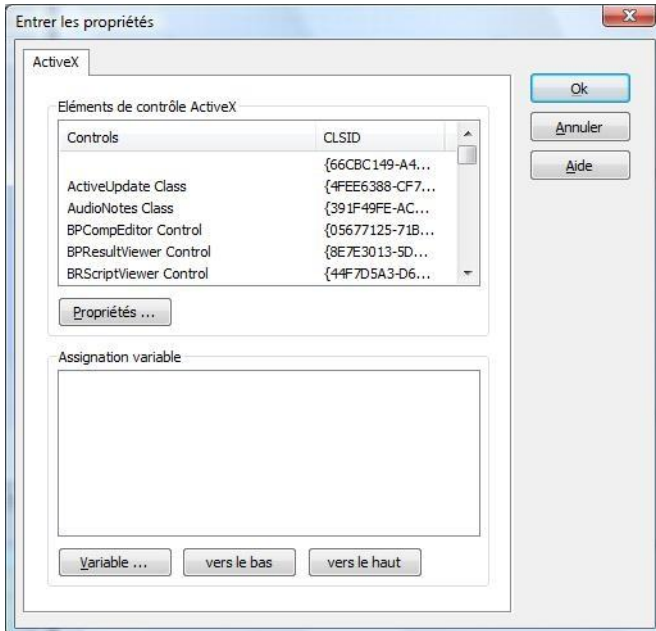 Entrer les propriétés
ActiveX
Ok
Eléments de contrôle ActiveX
Annuler
Controls CLSID
Aide
{66CBC149-A4...
ActiveUpdate Class {4FEE6388-CF7...
AudioNotes Class {391F49FE-AC...
BPCompEditor Control {05677125-71B...
BPResultViewer Control {8E7E3013-5D...
BRScriptViewer Control {44F7D5A3-D6...
Propriétés ...
Assignation variable
Variable ... vers le bas vers le haut